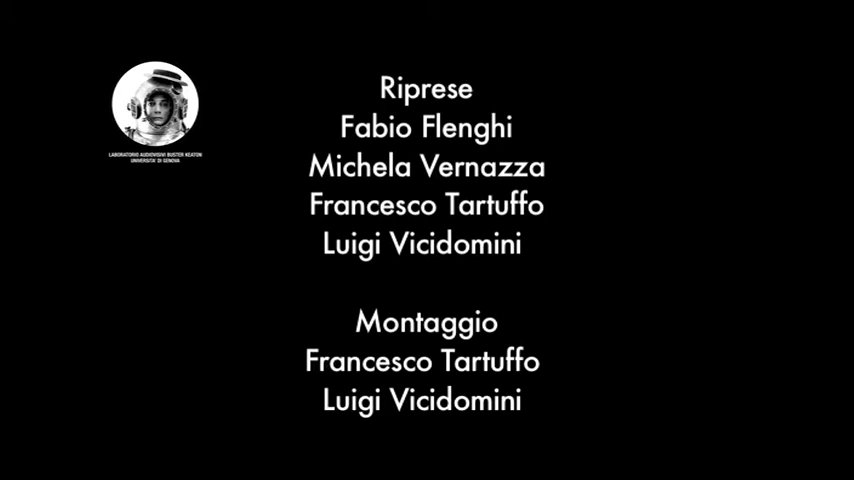 LABORATORIO AUDIOVISIVI BUSTER KEATON
UNIVERSITA' DI GENOVA
Riprese
Fabio Flenghi
Michela Vernazza
Francesco Tartuffo
Luigi Vicidomini
Montaggio
Francesco Tartuffo
Luigi Vicidomini